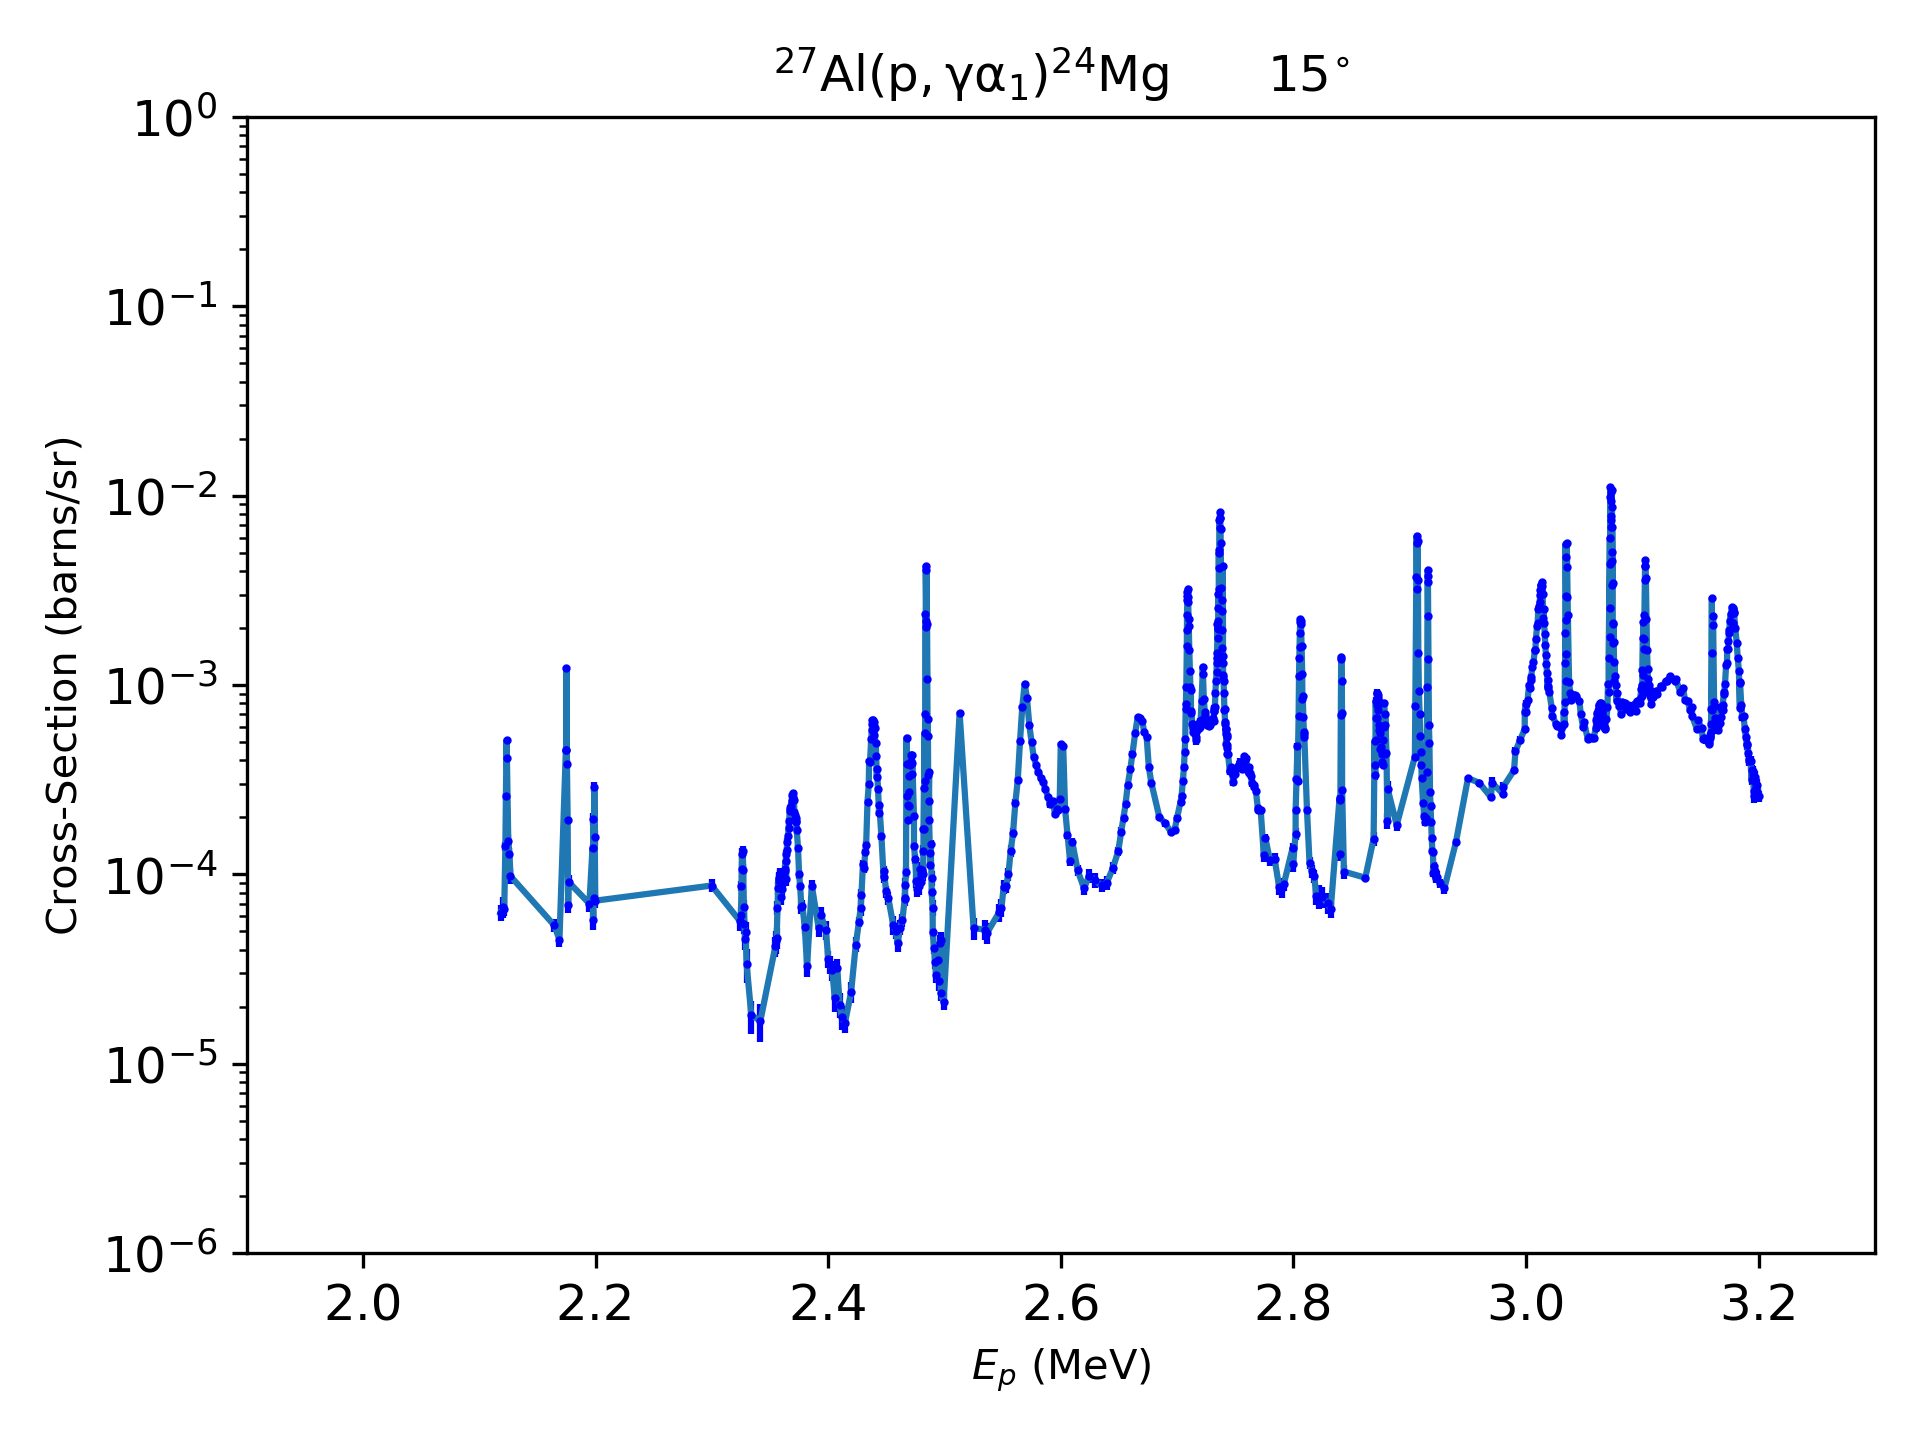 ²⁷Al(p, γα₁)²⁴Mg 15°
10⁰
10⁻¹
10⁻²
10⁻³
10⁻⁴
10⁻⁵
10⁻⁶
Cross-Section (barns/sr)
2.0 2.2 2.4 2.6 2.8 3.0 3.2
Eₚ (MeV)